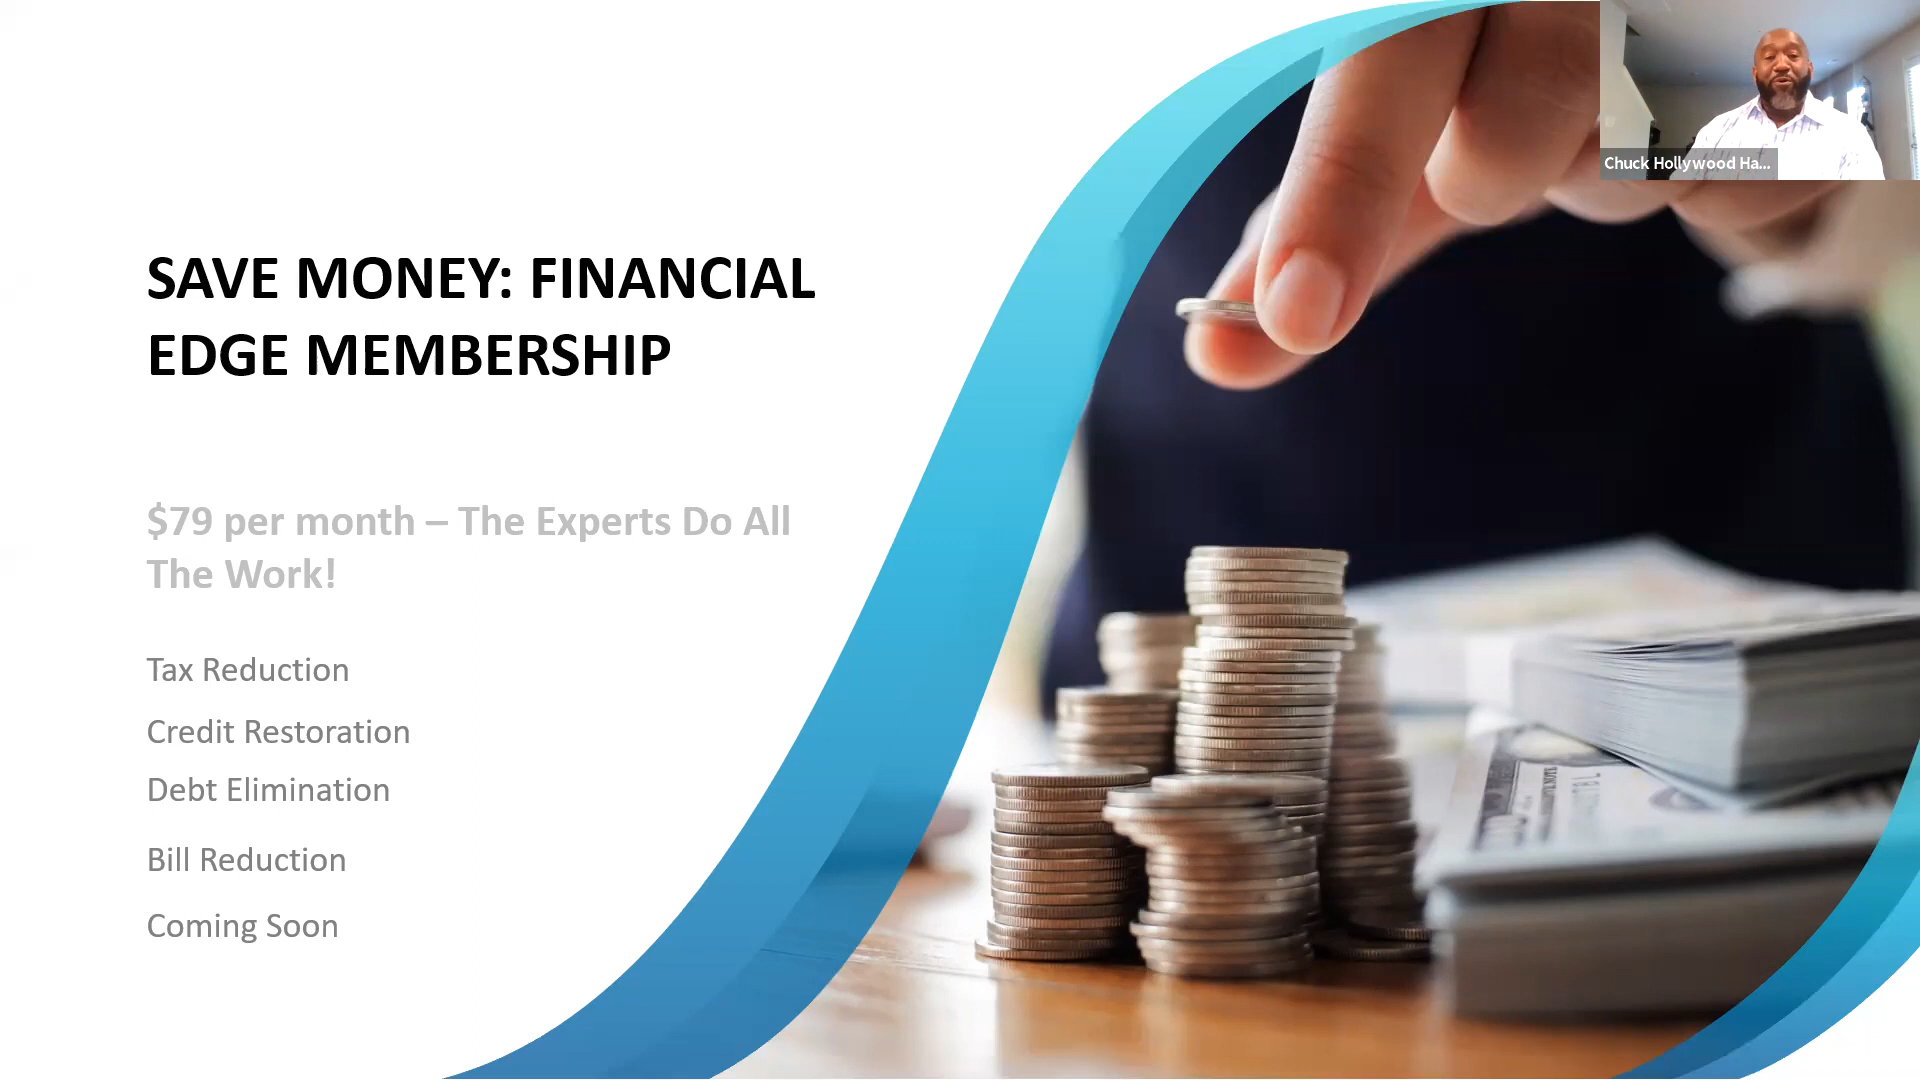 SAVE MONEY: FINANCIAL
EDGE MEMBERSHIP
$79 per month – The Experts Do All
The Work!
Tax Reduction
Credit Restoration
Debt Elimination
Bill Reduction
Coming Soon
Chuck Hollywood Ha...